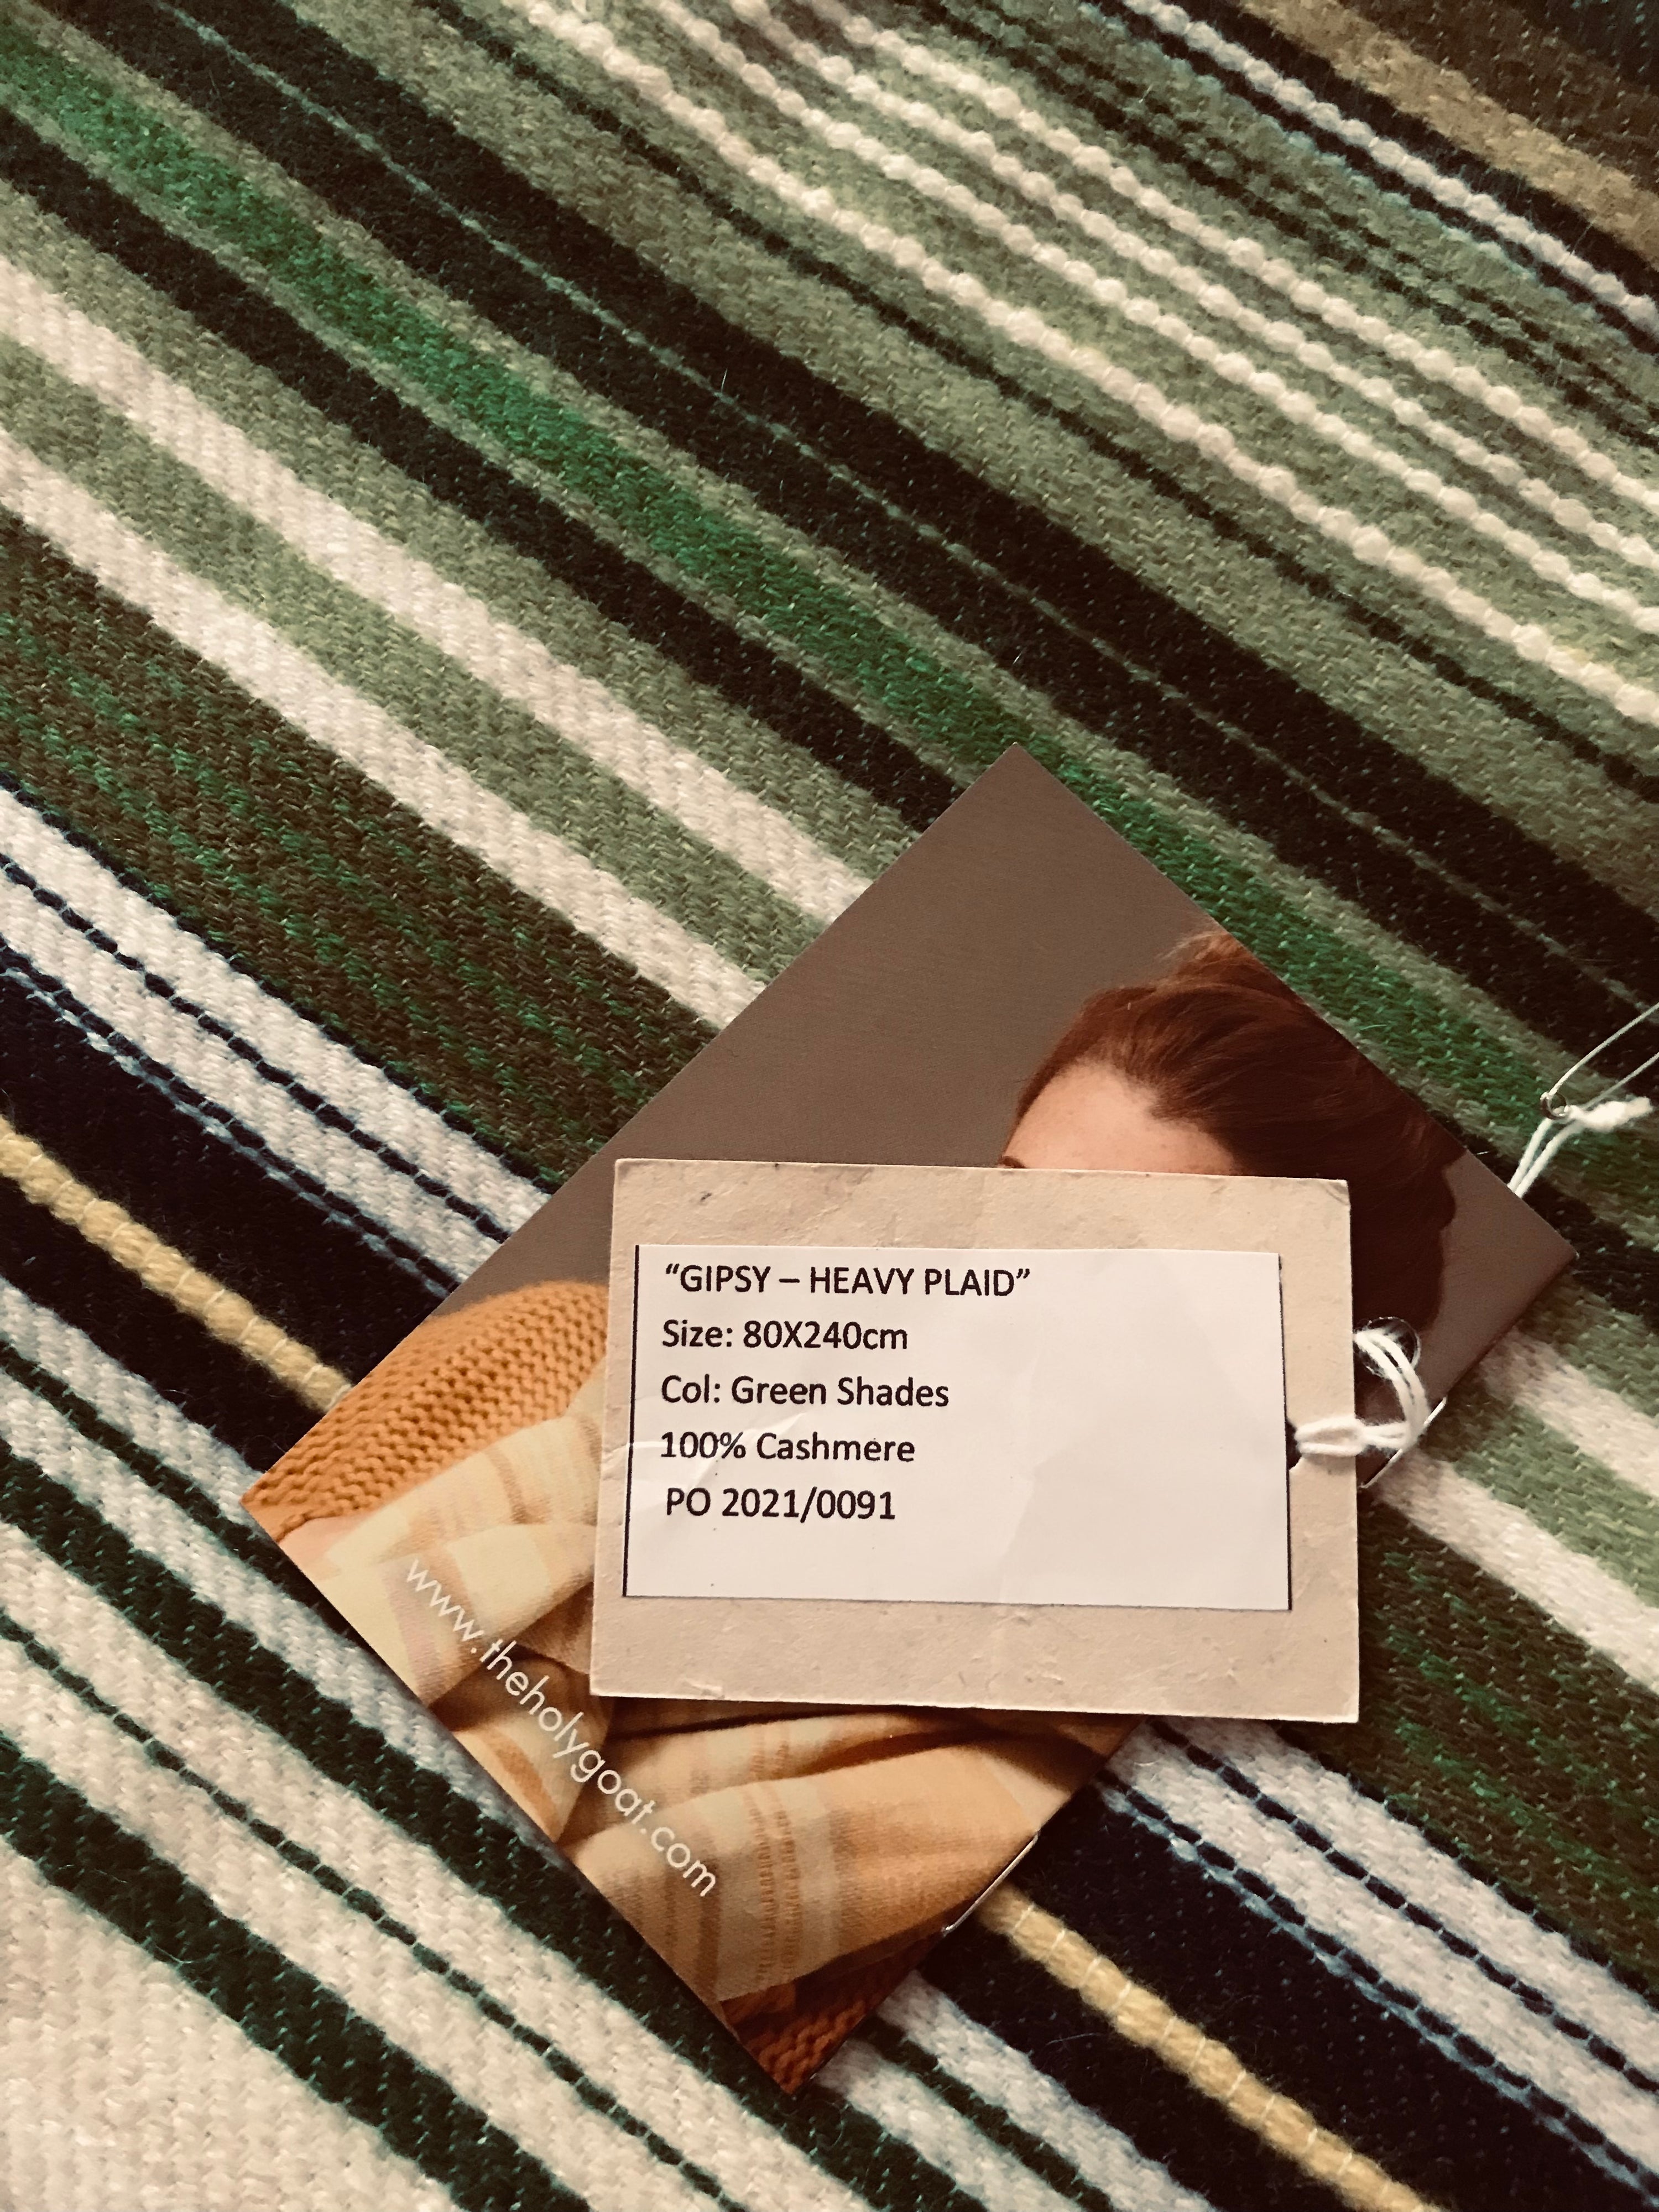 “GIPSY – HEAVY PLAID”
Size: 80X240cm
Col: Green Shades
100% Cashmere
PO 2021/0091
www.theholygoat.com